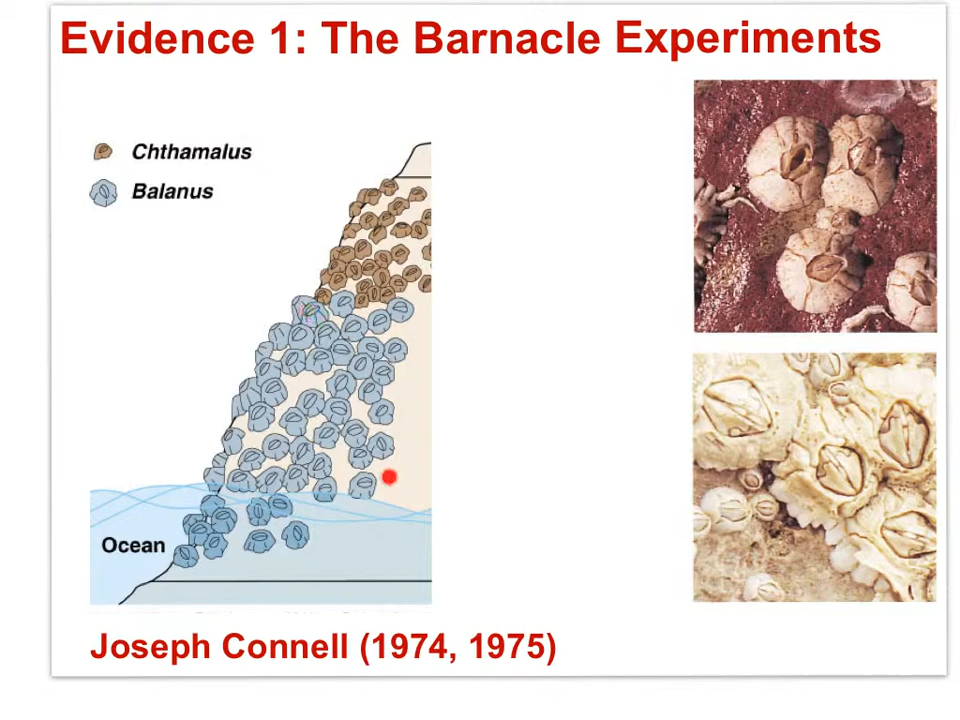 Evidence 1: The Barnacle Experiments
Chthamalus
Balanus
Ocean
Joseph Connell (1974, 1975)